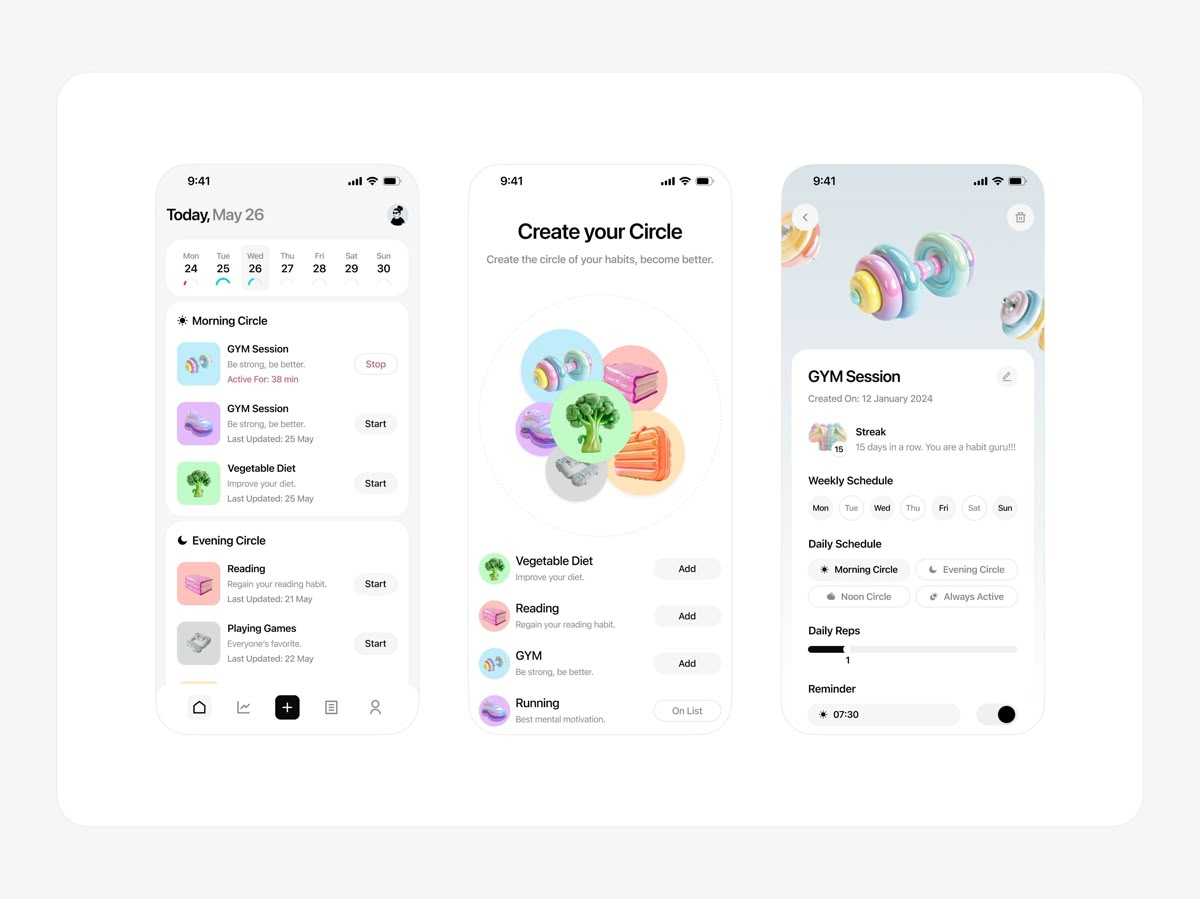 9:41
Today, May 26
Mon Tue Wed Thu Fri Sat Sun
24 25 26 27 28 29 30
Morning Circle
GYM Session
Be strong, be better.
Active For: 38 min
Stop
GYM Session
Be strong, be better.
Last Updated: 25 May
Start
Vegetable Diet
Improve your diet.
Last Updated: 25 May
Start
Evening Circle
Reading
Regain your reading habit.
Last Updated: 21 May
Start
Playing Games
Everyone's favorite.
Last Updated: 22 May
Start
9:41
Create your Circle
Create the circle of your habits, become better.
Vegetable Diet
Improve your diet.
Add
Reading
Regain your reading habit.
Add
GYM
Be strong, be better.
Add
Running
Best mental motivation.
On List
9:41
GYM Session
Created On: 12 January 2024
15
Streak
15 days in a row. You are a habit guru!!!
Weekly Schedule
Mon Tue Wed Thu Fri Sat Sun
Daily Schedule
Morning Circle
Evening Circle
Noon Circle
Always Active
Daily Reps
1
Reminder
07:30